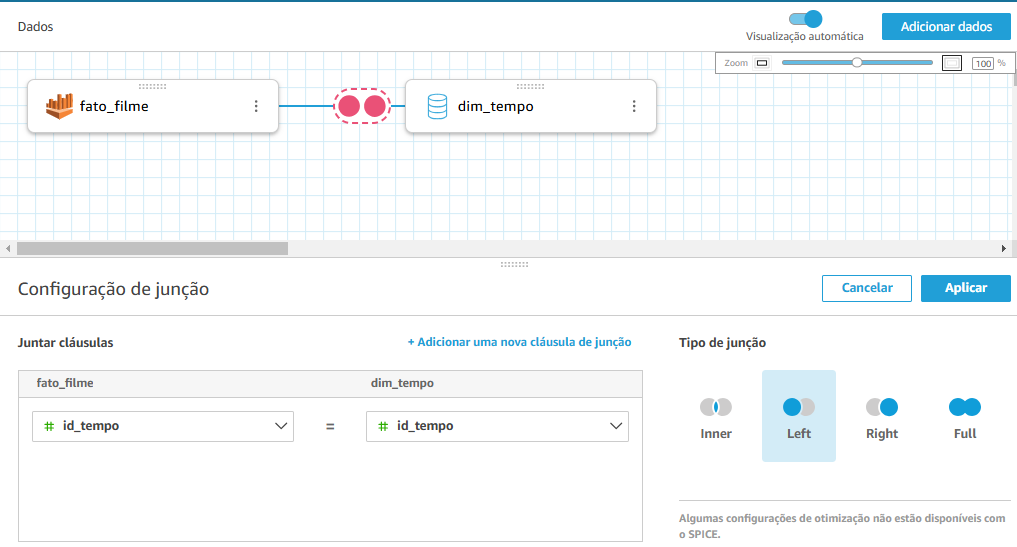 Dados
Visualização automática
Adicionar dados
Zoom
100 %
fato_filme
dim_tempo
Configuração de junção
Cancelar
Aplicar
Juntar cláusulas
+ Adicionar uma nova cláusula de junção
Tipo de junção
fato_filme
dim_tempo
# id_tempo
=
# id_tempo
Inner
Left
Right
Full
Algumas configurações de otimização não estão disponíveis com
o SPICE.